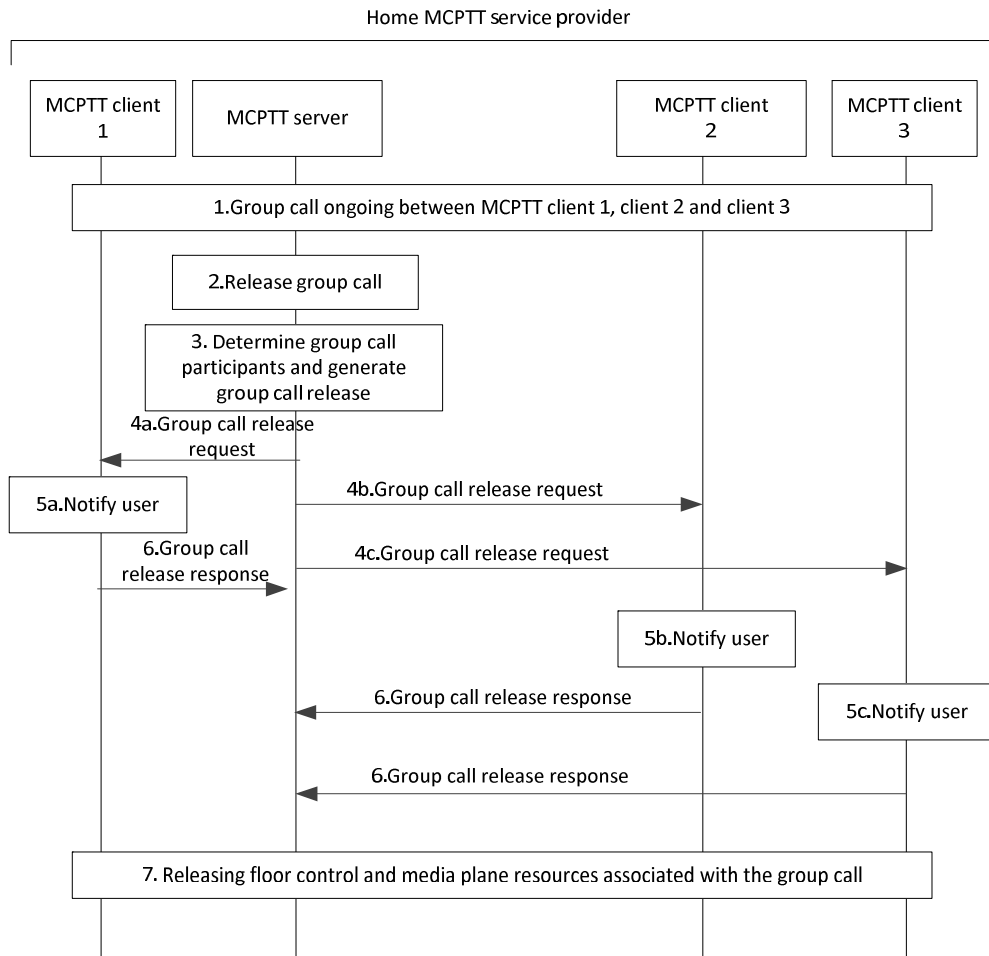 Home MCPTT service provider
MCPTT client
1
MCPTT server
MCPTT client
2
MCPTT client
3
1.Group call ongoing between MCPTT client 1, client 2 and client 3
2.Release group call
3. Determine group call
participants and generate
group call release
4a.Group call release
request
5a.Notify user
4b.Group call release request
6.Group call
release response
4c.Group call release request
5b.Notify user
6.Group call release response
5c.Notify user
6.Group call release response
7. Releasing floor control and media plane resources associated with the group call